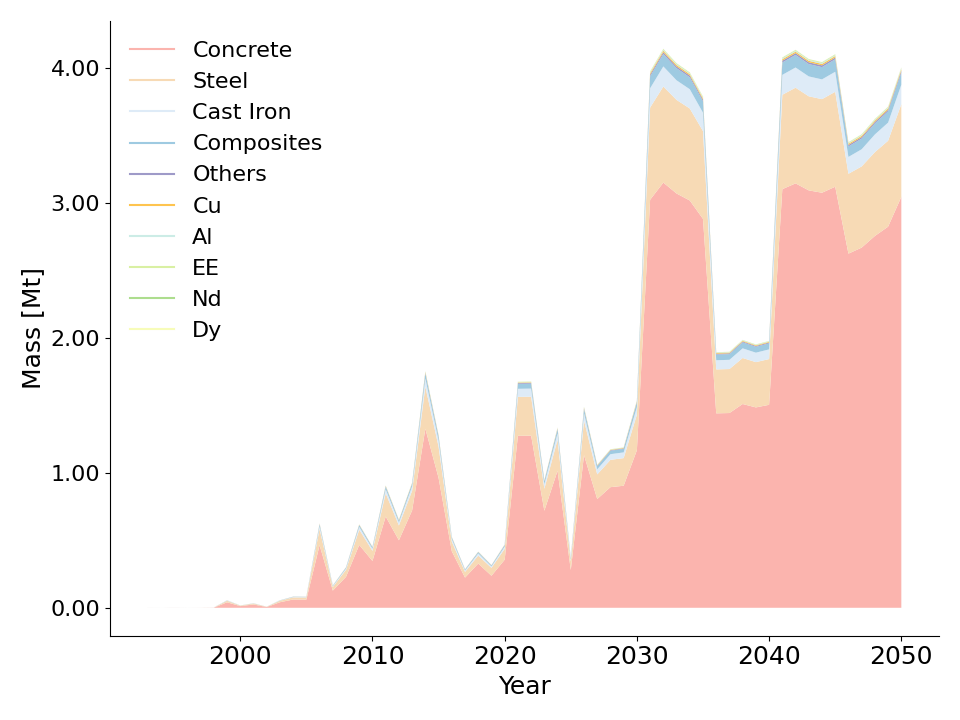 Concrete
Steel
Cast Iron
Composites
Others
Cu
Al
EE
Nd
Dy
Mass [Mt]
4.00
3.00
2.00
1.00
0.00
2000 2010 2020 2030 2040 2050
Year